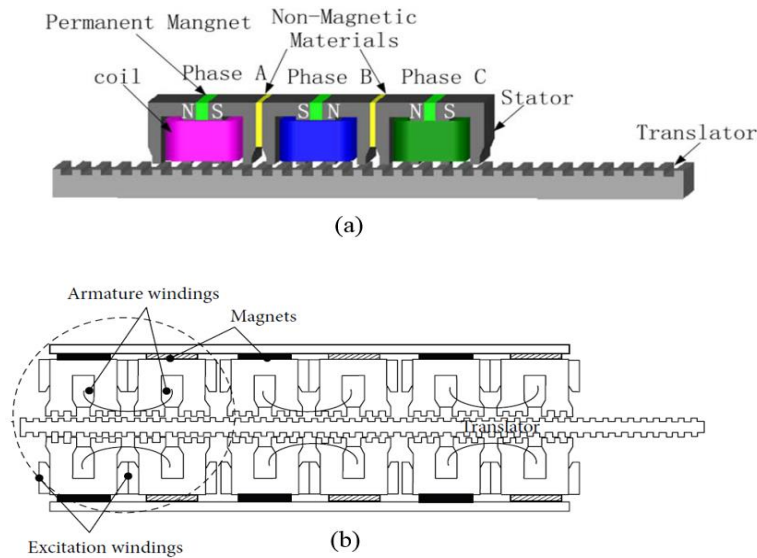 Permanent Mangnet
Non-Magnetic
Materials
coil
Phase A
Phase B
Phase C
Stator
N S
S N
N S
Translator
(a)
Armature windings
Magnets
Translator
Excitation windings
(b)